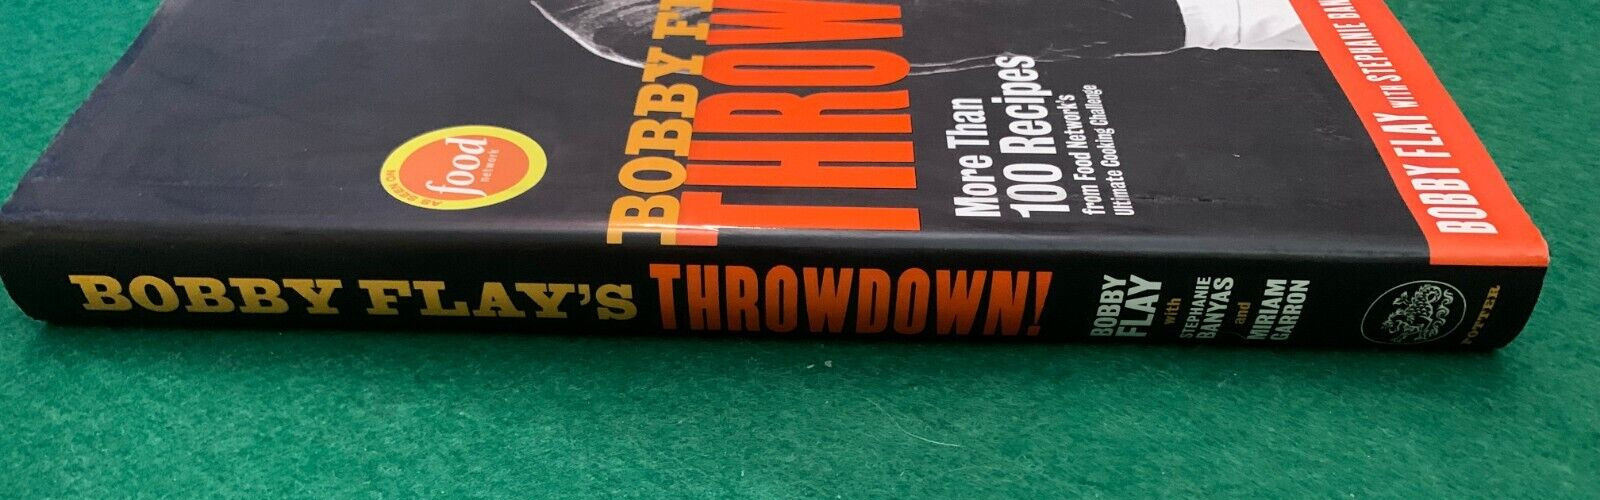 AS SEEN ON
food
network
BOBBY
THROW
More Than
100 Recipes
from Food Network's
Ultimate Cooking Challenge
BOBBY FLAY WITH STEPHANIE
BOBBY FLAY'S THROWDOWN!
BOBBY
FLAY
with
STEPHANIE
BANYAS
and
MIRIAM
GARRON
POTTER